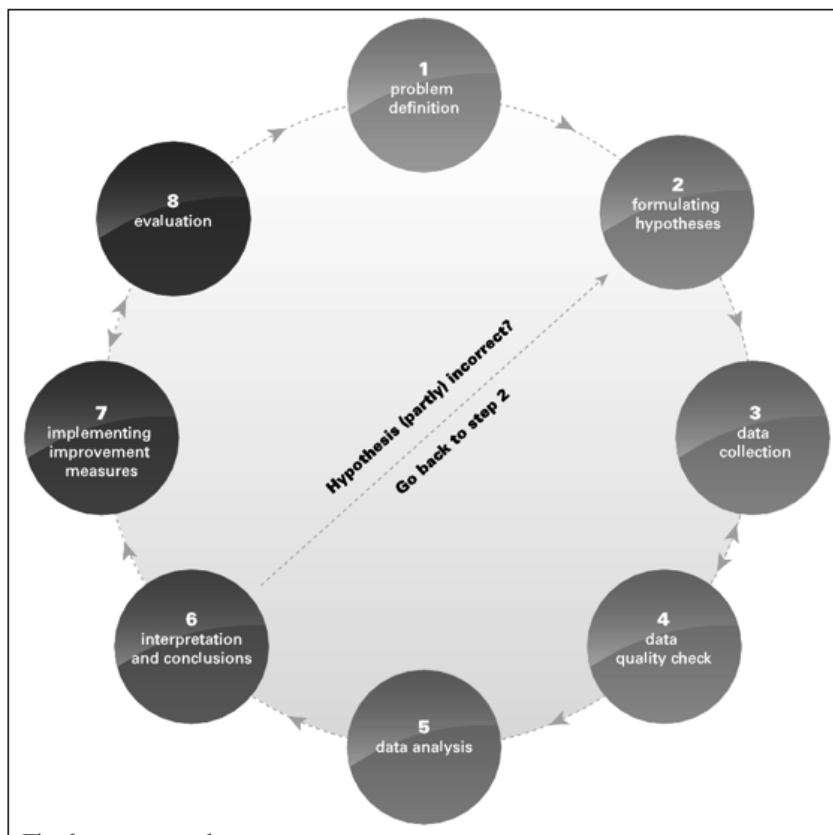 1
problem
definition
2
formulating
hypotheses
3
data
collection
4
data
quality check
5
data analysis
6
interpretation
and conclusions
7
implementing
improvement
measures
8
evaluation
Hypothesis (partly) incorrect?
Go back to step 2